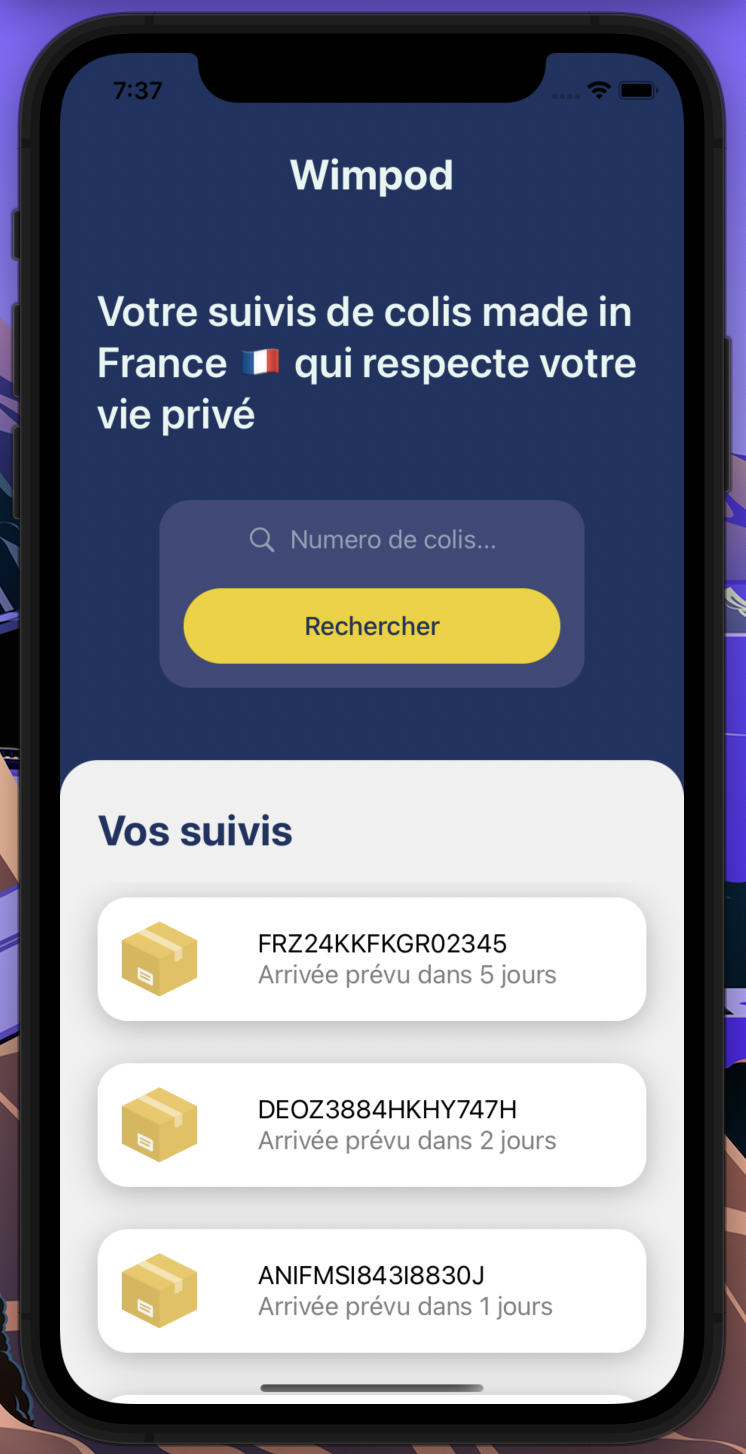 7:37
Wimpod
Votre suivis de colis made in
France 🇫🇷 qui respecte votre
vie privé
Numero de colis...
Rechercher
Vos suivis
FRZ24KKFKGR02345
Arrivée prévu dans 5 jours
DEOZ3884HKHY747H
Arrivée prévu dans 2 jours
ANIFMSI843I8830J
Arrivée prévu dans 1 jours